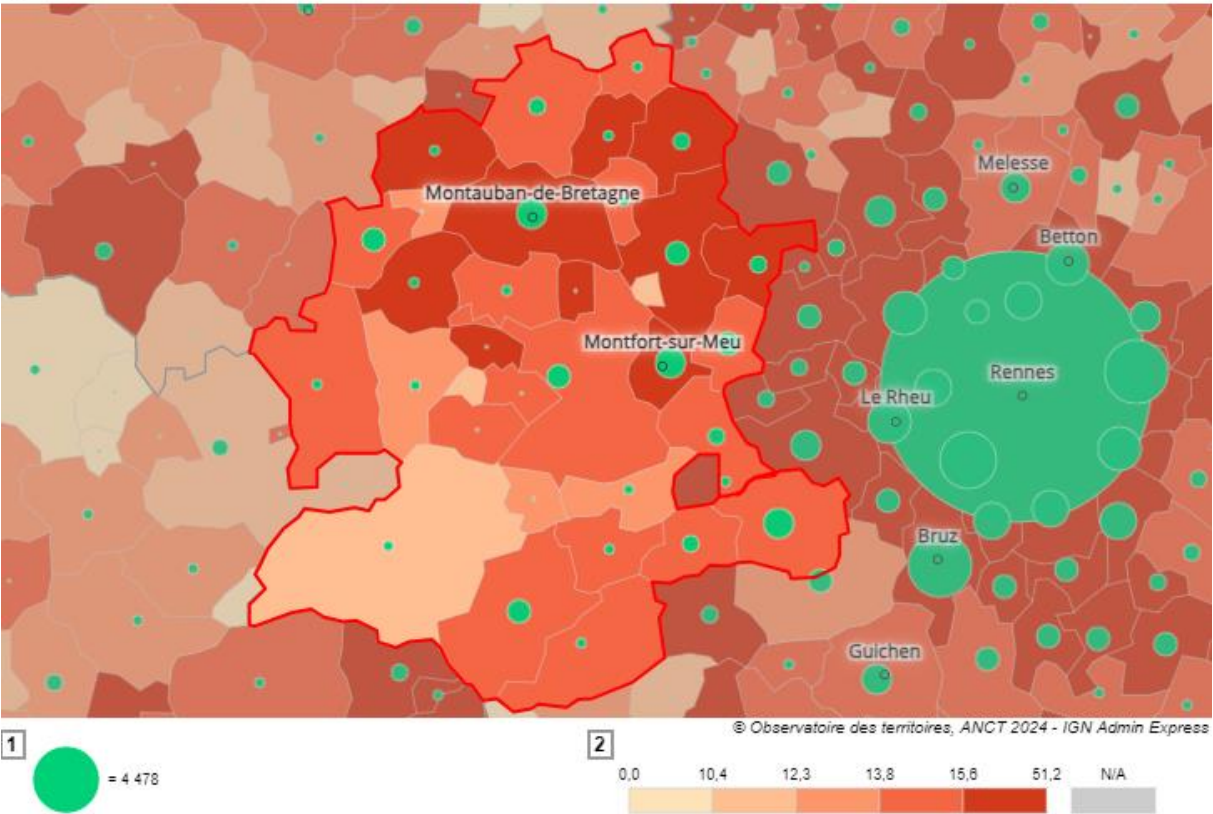 Melesse
Montauban-de-Bretagne
Betton
Montfort-sur-Meu
Rennes
Le Rheu
Bruz
Guichen
© Observatoire des territoires, ANCT 2024 - IGN Admin Express
1
= 4 478
2
0,0 10,4 12,3 13,8 15,6 51,2 N/A